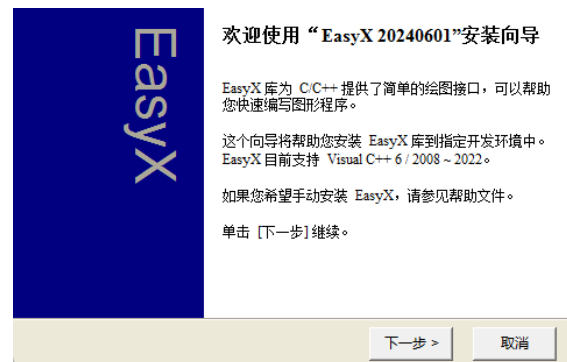 EasyX
欢迎使用“EasyX 20240601”安装向导
EasyX 库为 C/C++ 提供了简单的绘图接口，可以帮助
您快速编写图形程序。
这个向导将帮助您安装 EasyX 库到指定开发环境中。
EasyX 目前支持 Visual C++ 6 / 2008 ~ 2022。
如果您希望手动安装 EasyX，请参见帮助文件。
单击 [下一步] 继续。
下一步 >
取消